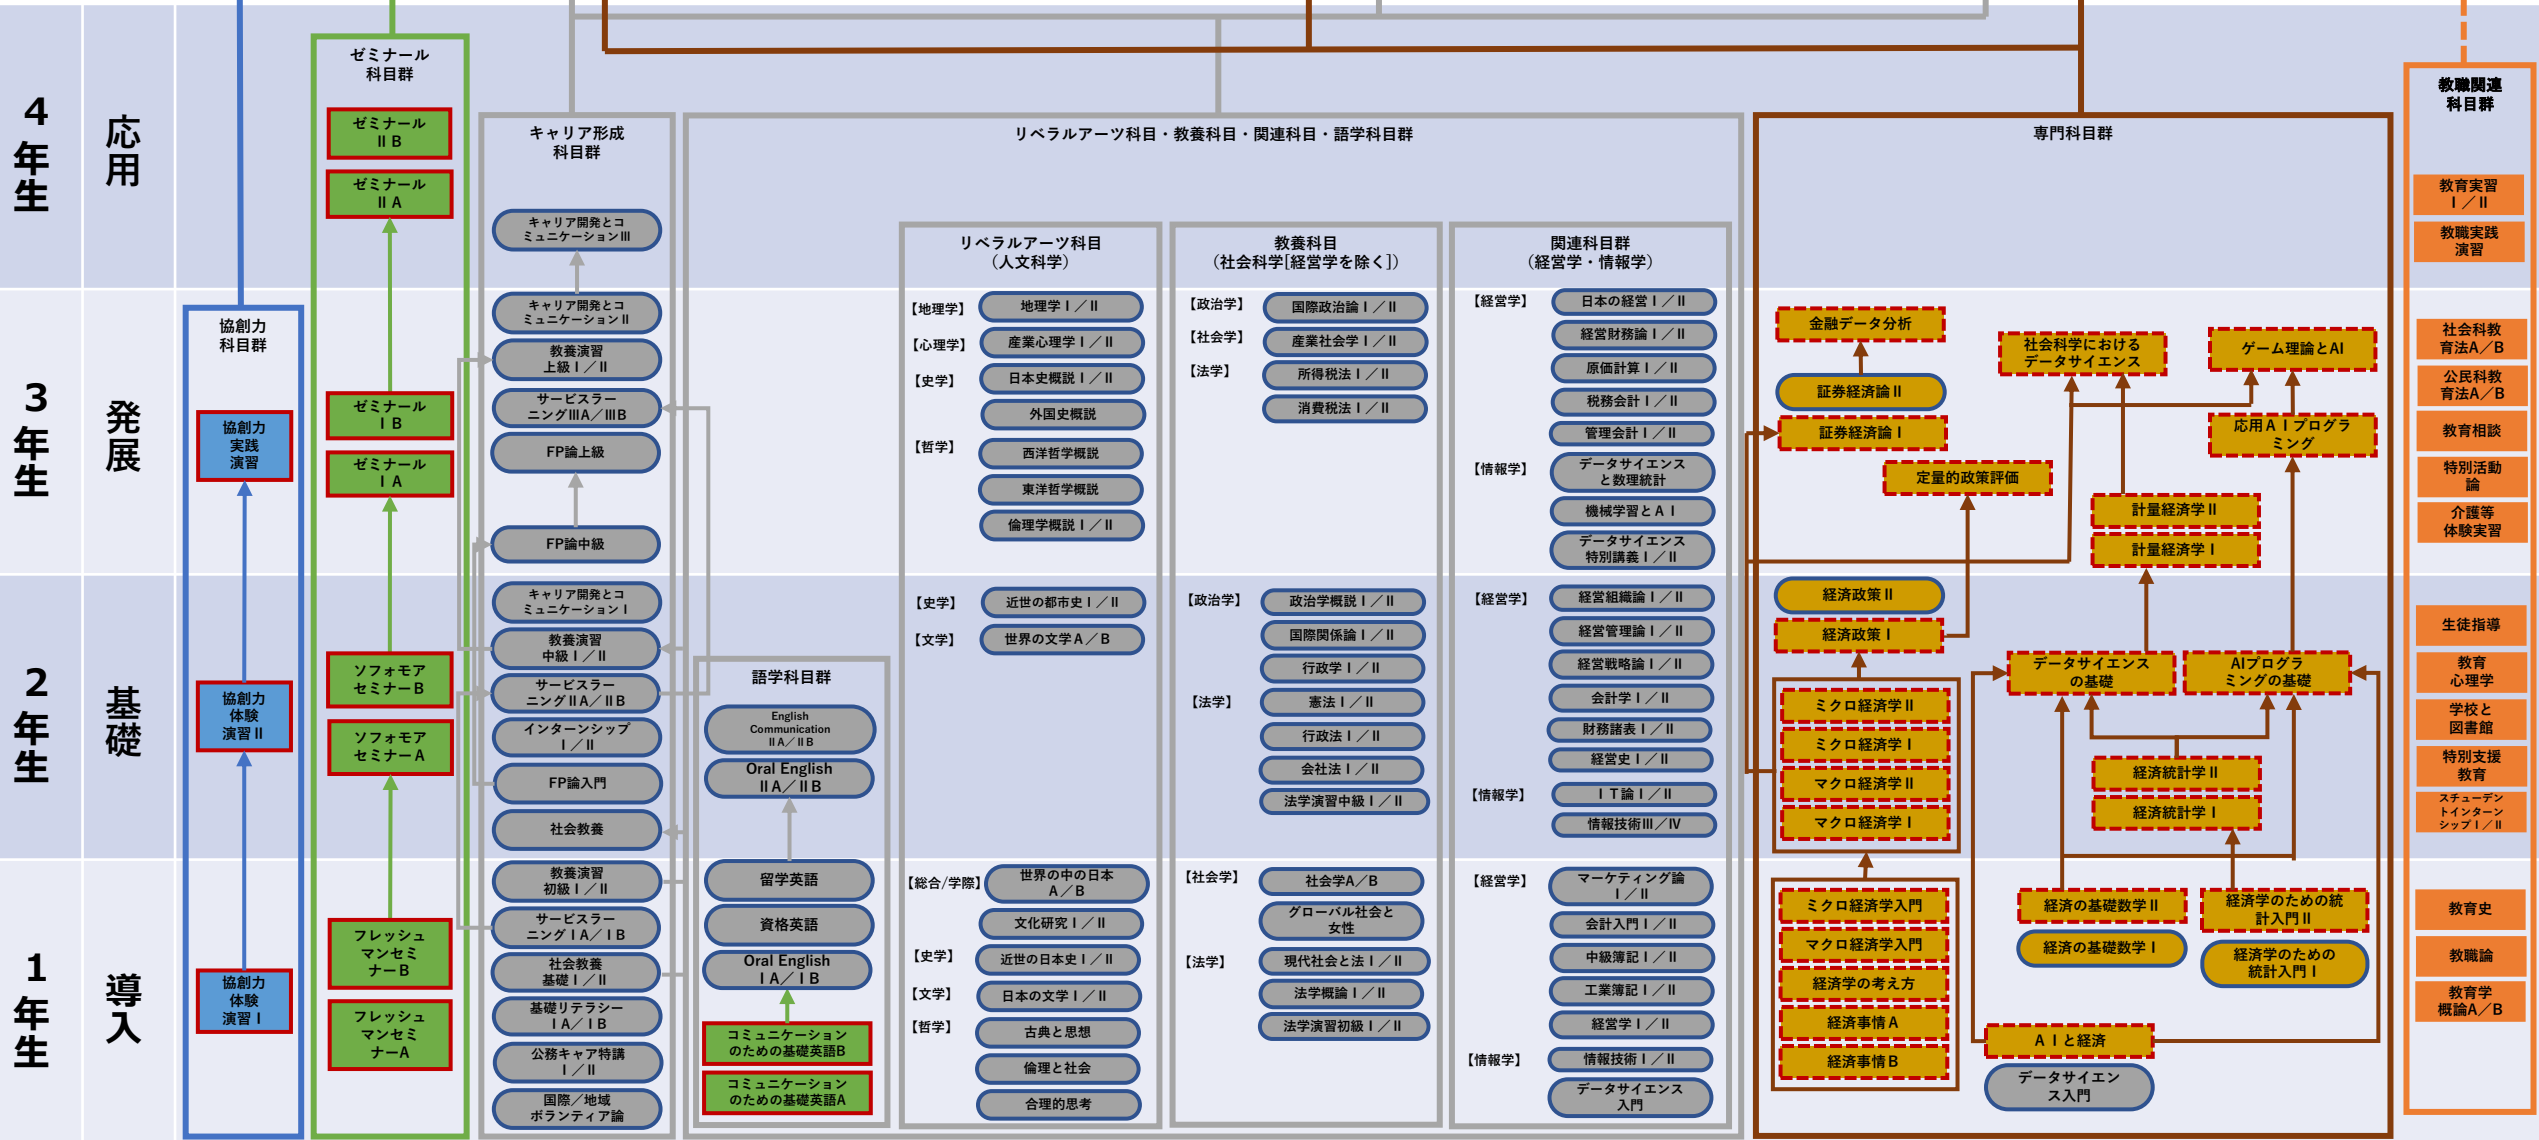 4
年
生
応
用
3
年
生
発
展
2
年
生
基
礎
1
年
生
導
入
協創力
科目群
協創力
実践
演習
協創力
体験
演習Ⅱ
協創力
体験
演習Ⅰ
ゼミナール
科目群
ゼミナール
ⅡＢ
ゼミナール
ⅡＡ
ゼミナール
ⅠＢ
ゼミナール
ⅠＡ
ソフォモア
セミナーB
ソフォモア
セミナーA
フレッシュ
マンセミ
ナーB
フレッシュ
マンセミ
ナーA
キャリア形成
科目群
キャリア開発とコ
ミュニケーションⅢ
キャリア開発とコ
ミュニケーションⅡ
教養演習
上級Ⅰ／Ⅱ
サービスラー
ニングⅢA／ⅢB
FP論上級
FP論中級
キャリア開発とコ
ミュニケーションⅠ
教養演習
中級Ⅰ／Ⅱ
サービスラー
ニングⅡA／ⅡB
インターンシップ
Ⅰ／Ⅱ
FP論入門
社会教養
教養演習
初級Ⅰ／Ⅱ
サービスラー
ニングⅠA／ⅠB
社会教養
基礎Ⅰ／Ⅱ
基礎リテラシー
ⅠA／ⅠB
公務キャア特講
Ⅰ／Ⅱ
国際／地域
ボランティア論
リベラルアーツ科目・教養科目・関連科目・語学科目群
語学科目群
English
Communication
ⅡA／ⅡB
Oral English
ⅡA／ⅡB
留学英語
資格英語
Oral English
ⅠA／ⅠB
コミュニケーション
のための基礎英語B
コミュニケーション
のための基礎英語A
リベラルアーツ科目
（人文科学）
【地理学】 地理学Ⅰ／Ⅱ
【心理学】 産業心理学Ⅰ／Ⅱ
【史学】 日本史概説Ⅰ／Ⅱ
外国史概説
【哲学】 西洋哲学概説
東洋哲学概説
倫理学概説Ⅰ／Ⅱ
【史学】 近世の都市史Ⅰ／Ⅱ
【文学】 世界の文学A／B
【総合/学際】 世界の中の日本
A／B
文化研究Ⅰ／Ⅱ
【史学】 近世の日本史Ⅰ／Ⅱ
【文学】 日本の文学Ⅰ／Ⅱ
【哲学】 古典と思想
倫理と社会
合理的思考
教養科目
（社会科学[経営学を除く]）
【政治学】 国際政治論Ⅰ／Ⅱ
【社会学】 産業社会学Ⅰ／Ⅱ
【法学】 所得税法Ⅰ／Ⅱ
消費税法Ⅰ／Ⅱ
【政治学】 政治学概説Ⅰ／Ⅱ
国際関係論Ⅰ／Ⅱ
行政学Ⅰ／Ⅱ
【法学】 憲法Ⅰ／Ⅱ
行政法Ⅰ／Ⅱ
会社法Ⅰ／Ⅱ
法学演習中級Ⅰ／Ⅱ
【社会学】 社会学A／B
グローバル社会と
女性
【法学】 現代社会と法Ⅰ／Ⅱ
法学概論Ⅰ／Ⅱ
法学演習初級Ⅰ／Ⅱ
関連科目群
（経営学・情報学）
【経営学】 日本の経営Ⅰ／Ⅱ
経営財務論Ⅰ／Ⅱ
原価計算Ⅰ／Ⅱ
税務会計Ⅰ／Ⅱ
管理会計Ⅰ／Ⅱ
【情報学】 データサイエンス
と数理統計
機械学習とＡＩ
データサイエンス
特別講義Ⅰ／Ⅱ
【経営学】 経営組織論Ⅰ／Ⅱ
経営管理論Ⅰ／Ⅱ
経営戦略論Ⅰ／Ⅱ
会計学Ⅰ／Ⅱ
財務諸表Ⅰ／Ⅱ
経営史Ⅰ／Ⅱ
【情報学】 ＩＴ論Ⅰ／Ⅱ
情報技術Ⅲ／Ⅳ
【経営学】 マーケティング論
Ⅰ／Ⅱ
会計入門Ⅰ／Ⅱ
中級簿記Ⅰ／Ⅱ
工業簿記Ⅰ／Ⅱ
経営学Ⅰ／Ⅱ
【情報学】 情報技術Ⅰ／Ⅱ
データサイエンス
入門
専門科目群
金融データ分析
証券経済論Ⅱ
証券経済論Ⅰ
社会科学における
データサイエンス
ゲーム理論とAI
応用ＡＩプログラ
ミング
定量的政策評価
計量経済学Ⅱ
計量経済学Ⅰ
経済政策Ⅱ
経済政策Ⅰ
データサイエンス
の基礎
AIプログラ
ミングの基礎
ミクロ経済学Ⅱ
ミクロ経済学Ⅰ
マクロ経済学Ⅱ
マクロ経済学Ⅰ
経済統計学Ⅱ
経済統計学Ⅰ
ミクロ経済学入門
マクロ経済学入門
経済学の考え方
経済事情A
経済事情B
経済の基礎数学Ⅱ
経済の基礎数学Ⅰ
経済学のための統
計入門Ⅱ
経済学のための
統計入門Ⅰ
ＡＩと経済
データサイエン
ス入門
教職関連
科目群
教育実習
Ⅰ／Ⅱ
教職実践
演習
社会科教
育法A／B
公民科教
育法A／B
教育相談
特別活動
論
介護等
体験実習
生徒指導
教育
心理学
学校と
図書館
特別支援
教育
スチューデン
トインターン
シップⅠ／Ⅱ
教育史
教職論
教育学
概論A／B